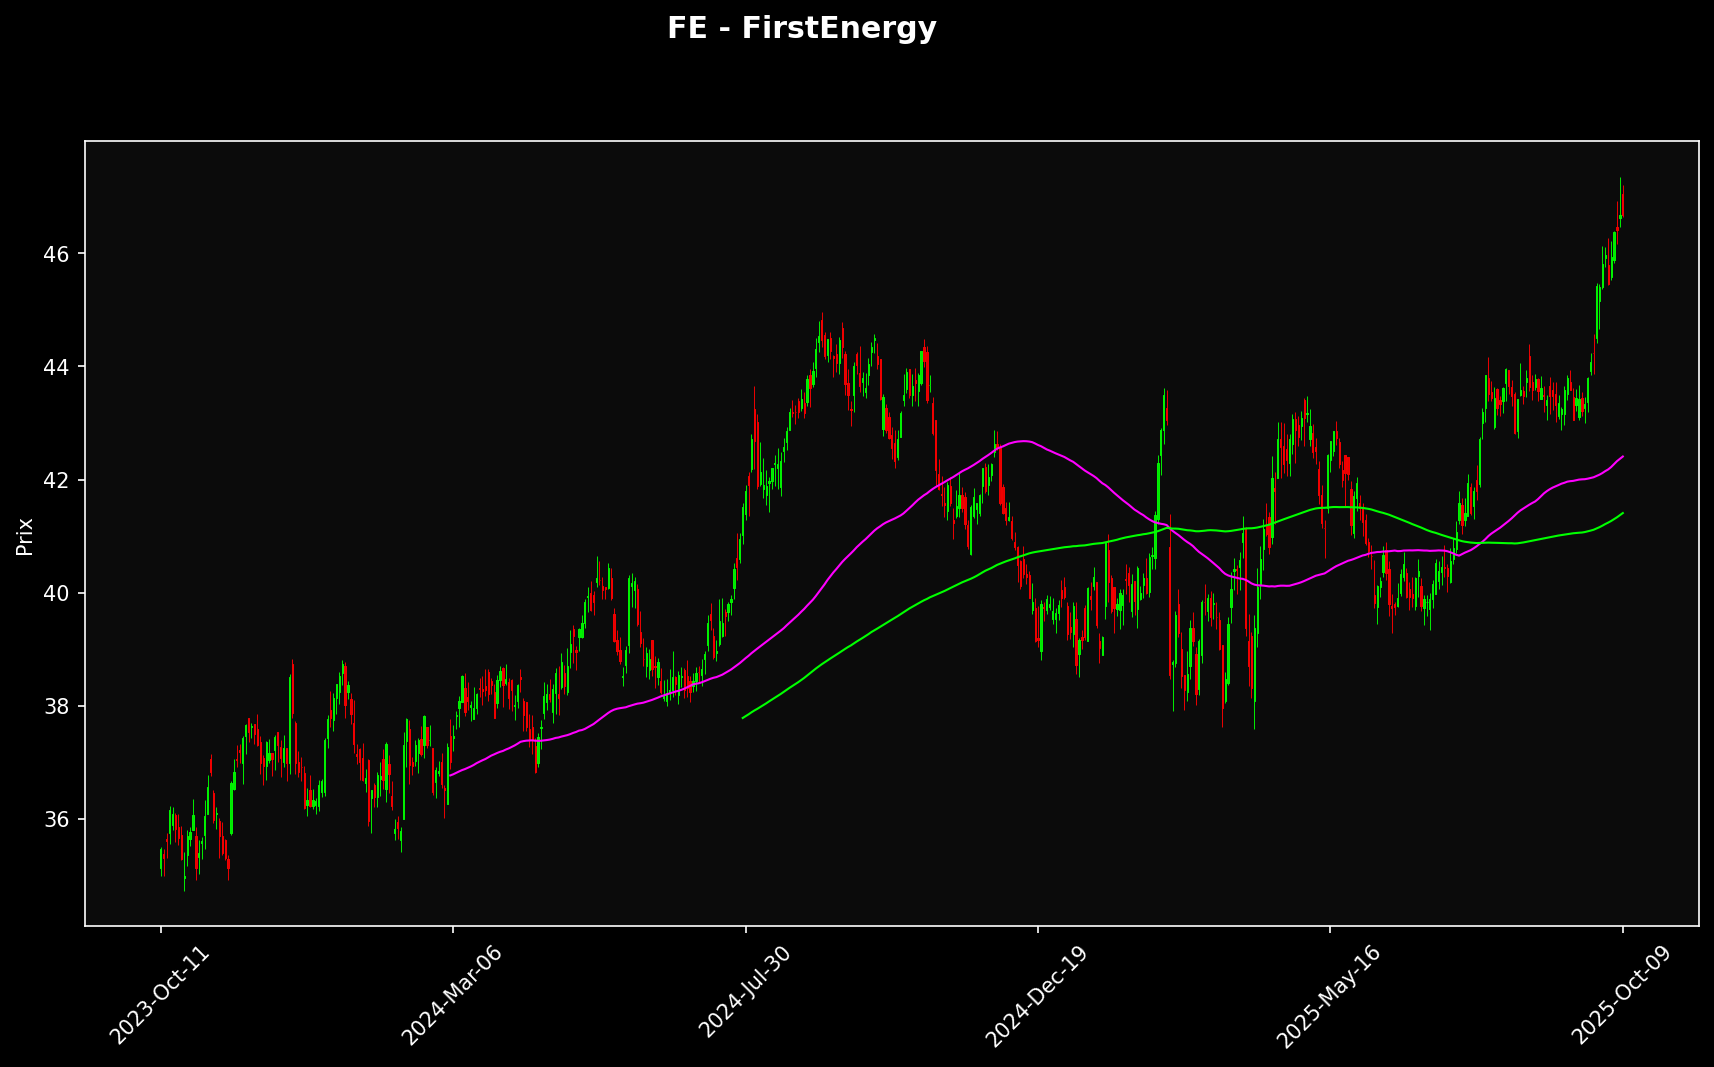 FE - FirstEnergy
Prix
46
44
42
40
38
36
2023-Oct-11
2024-Mar-06
2024-Jul-30
2024-Dec-19
2025-May-16
2025-Oct-09